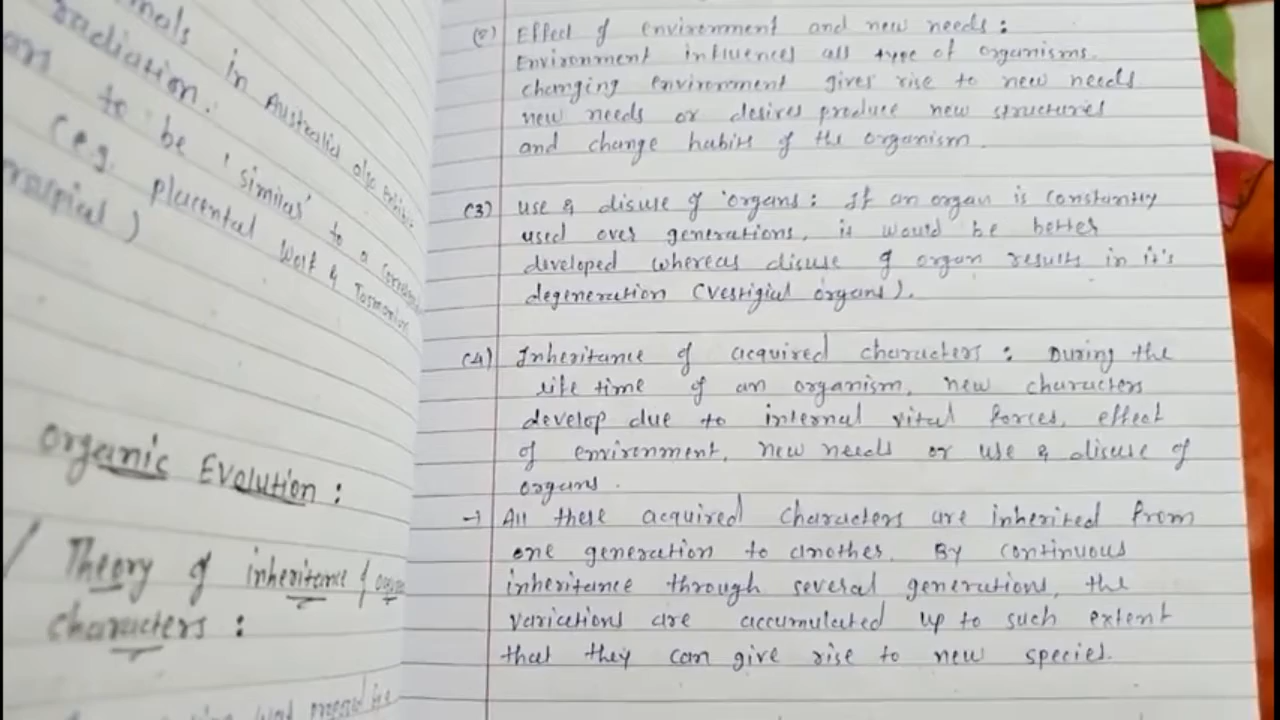 mals in Australia also
radiation.
to be 'similar' to a
(e.g. placental Wolf & Tasmanian
)
Organic Evolution :
Theory of inheritance of
characters :
(2) Effect of environment and new needs :
Environment influences all type of organisms.
changing environment gives rise to new needs
new needs or desires produce new structures
and change habits of the organism.
(3) use & disuse of organs : If an organ is constantly
used over generations, is would be better
developed whereas disuse of organ results in it's
degeneration (vestigial organs).
(4) Inheritance of acquired characters : During the
life time of an organism, new characters
develop due to internal vital forces, effect
of environment, new needs or use & disuse of
organs.
→ All these acquired characters are inherited from
one generation to another. By continuous
inheritance through several generations, the
variations are accumulated up to such extent
that they can give rise to new species.